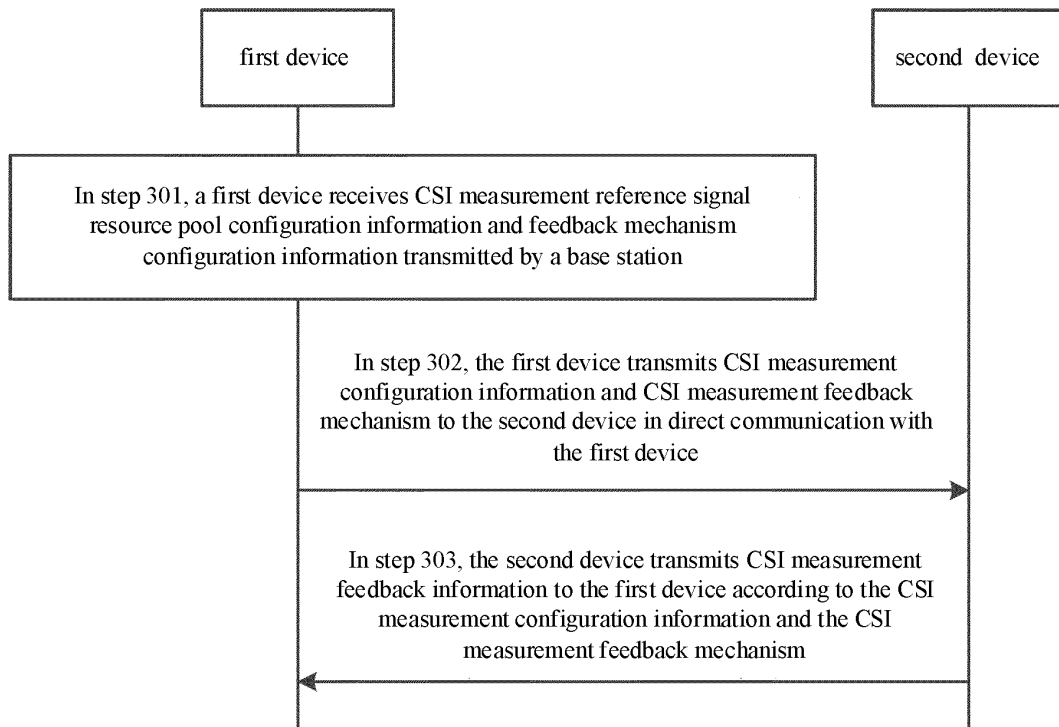 first device
second device
In step 301, a first device receives CSI measurement reference signal
resource pool configuration information and feedback mechanism
configuration information transmitted by a base station
In step 302, the first device transmits CSI measurement
configuration information and CSI measurement feedback
mechanism to the second device in direct communication with
the first device
In step 303, the second device transmits CSI measurement
feedback information to the first device according to the CSI
measurement configuration information and the CSI
measurement feedback mechanism